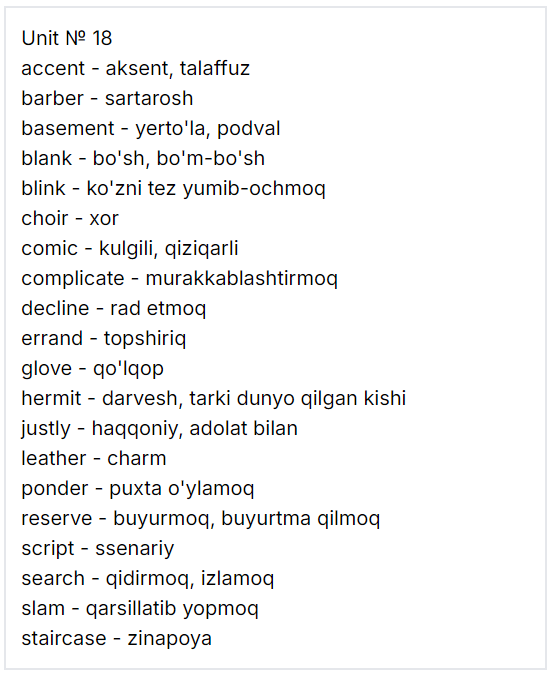 Unit № 18
accent - aksent, talaffuz
barber - sartarosh
basement - yerto'la, podval
blank - bo'sh, bo'm-bo'sh
blink - ko'zni tez yumib-ochmoq
choir - xor
comic - kulgili, qiziqarli
complicate - murakkablashtirmoq
decline - rad etmoq
errand - topshiriq
glove - qo'lqop
hermit - darvesh, tarki dunyo qilgan kishi
justly - haqqoniy, adolat bilan
leather - charm
ponder - puxta o'ylamoq
reserve - buyurmoq, buyurtma qilmoq
script - ssenariy
search - qidirmoq, izlamoq
slam - qarsillatib yopmoq
staircase - zinapoya